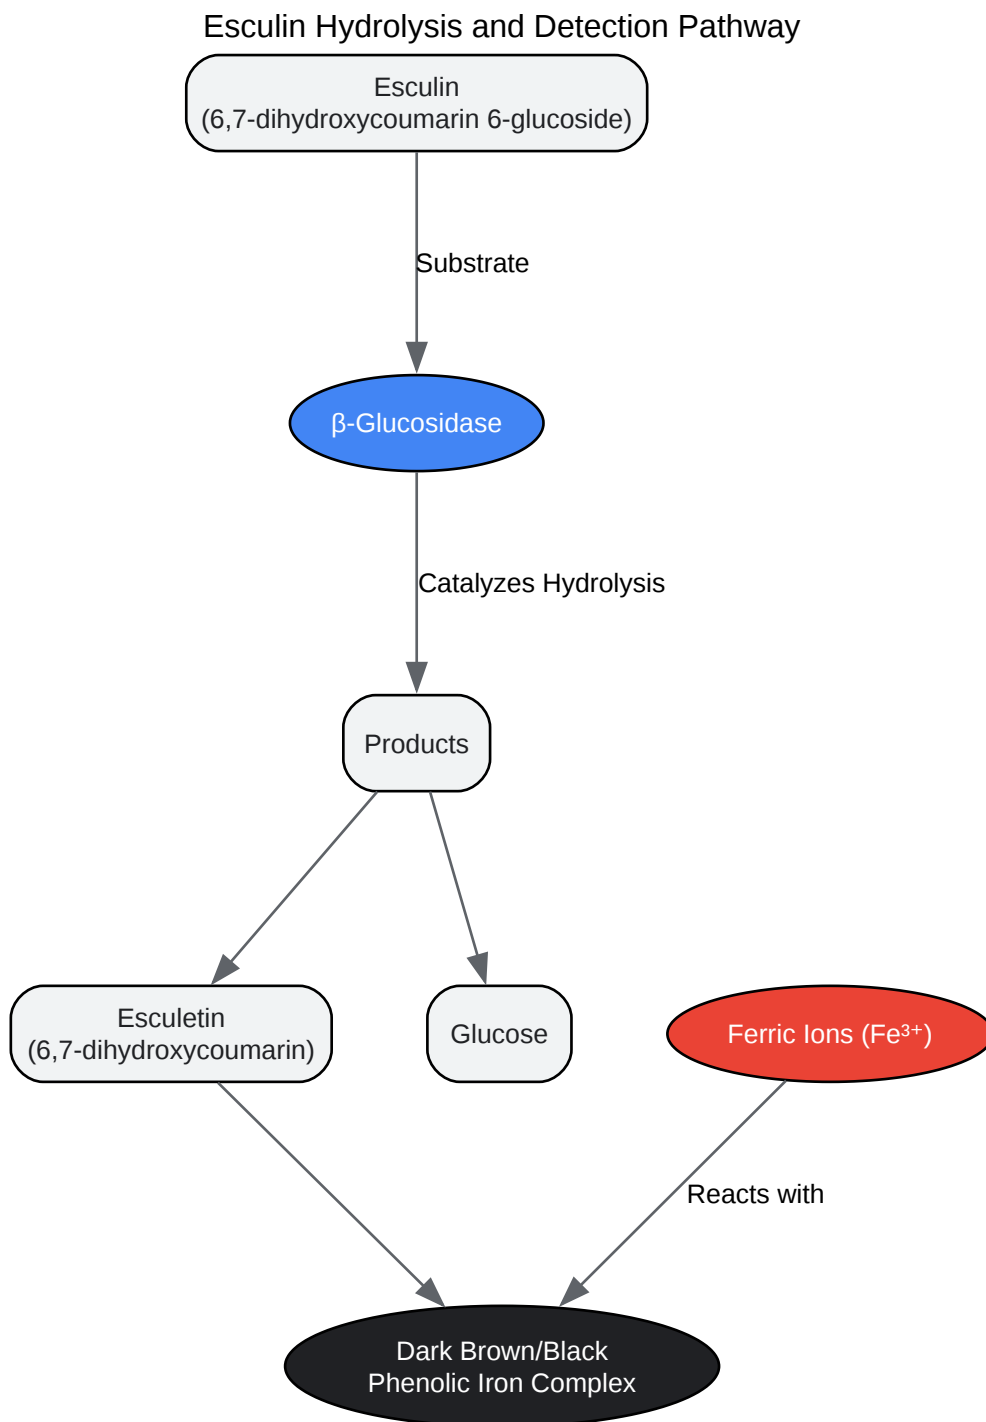 Esculin Hydrolysis and Detection Pathway
Esculin
(6,7-dihydroxycoumarin 6-glucoside)
Substrate
β-Glucosidase
Catalyzes Hydrolysis
Products
Esculetin
(6,7-dihydroxycoumarin)
Glucose
Ferric Ions (Fe³⁺)
Reacts with
Dark Brown/Black
Phenolic Iron Complex